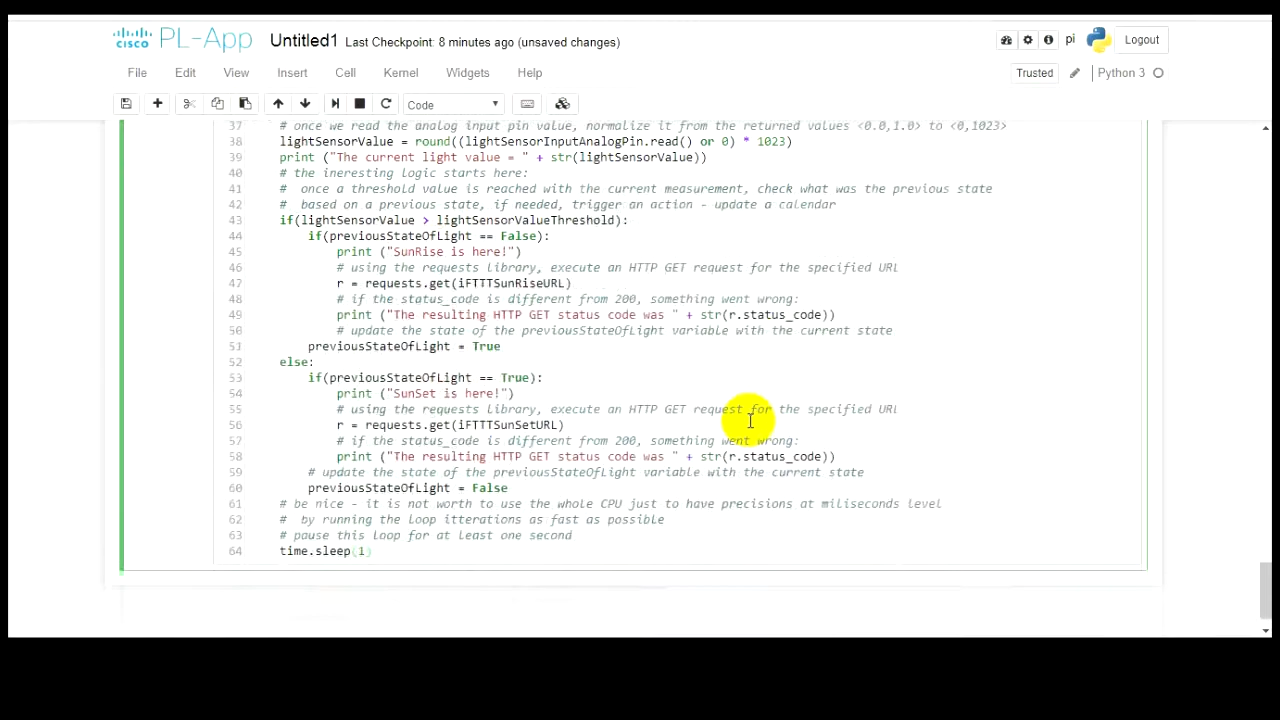 cisco PL-App Untitled1 Last Checkpoint: 8 minutes ago (unsaved changes) pi Logout
File Edit View Insert Cell Kernel Widgets Help Trusted Python 3
Code
37 # once we read the analog input pin value, normalize it from the returned values <0.0,1.0> to <0,1023>
38 lightSensorValue = round((lightSensorInputAnalogPin.read() or 0) * 1023)
39 print ("The current light value = " + str(lightSensorValue))
40 # the ineresting logic starts here:
41 #  once a threshold value is reached with the current measurement, check what was the previous state
42 #  based on a previous state, if needed, trigger an action - update a calendar
43 if(lightSensorValue > lightSensorValueThreshold):
44 if(previousStateOfLight == False):
45 print ("SunRise is here!")
46 # using the requests library, execute an HTTP GET request for the specified URL
47 r = requests.get(iFTTTSunRiseURL)
48 # if the status_code is different from 200, something went wrong:
49 print ("The resulting HTTP GET status code was " + str(r.status_code))
50 # update the state of the previousStateOfLight variable with the current state
51 previousStateOfLight = True
52 else:
53 if(previousStateOfLight == True):
54 print ("SunSet is here!")
55 # using the requests library, execute an HTTP GET request for the specified URL
56 r = requests.get(iFTTTSunSetURL)
57 # if the status_code is different from 200, something went wrong:
58 print ("The resulting HTTP GET status code was " + str(r.status_code))
59 # update the state of the previousStateOfLight variable with the current state
60 previousStateOfLight = False
61 # be nice - it is not worth to use the whole CPU just to have precisions at miliseconds level
62 #  by running the loop itterations as fast as possible
63 # pause this loop for at least one second
64 time.sleep(1)